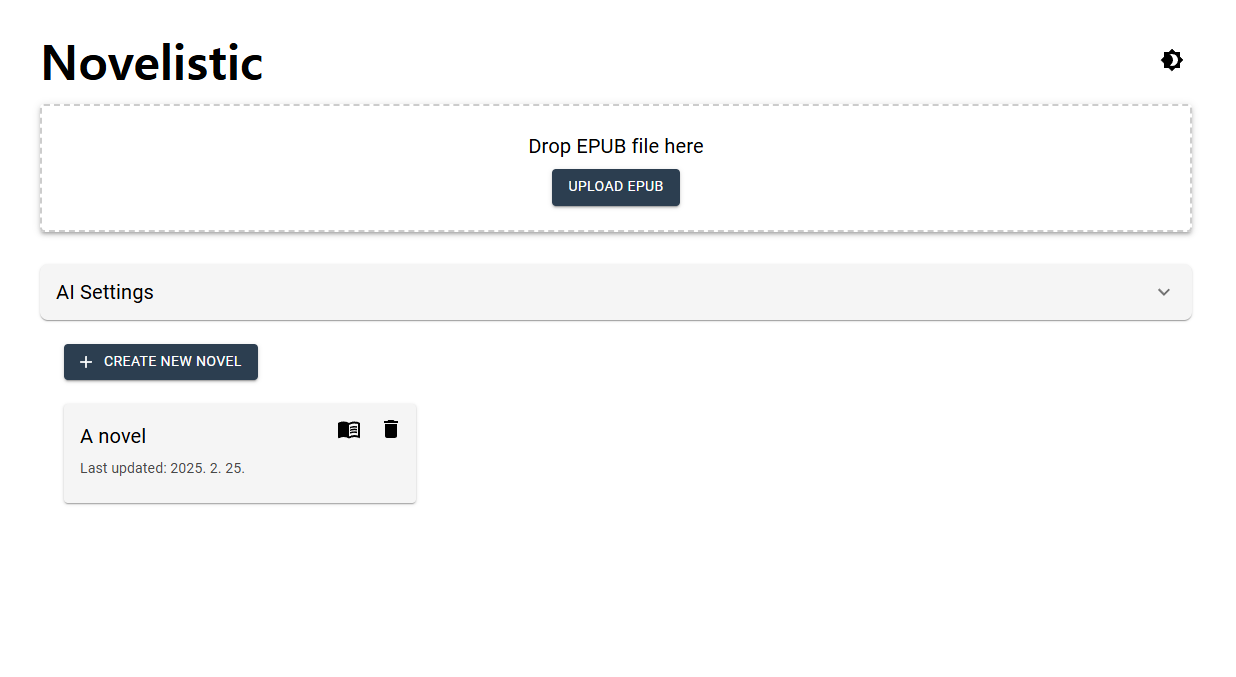 Novelistic
Drop EPUB file here
UPLOAD EPUB
AI Settings
CREATE NEW NOVEL
A novel
Last updated: 2025. 2. 25.